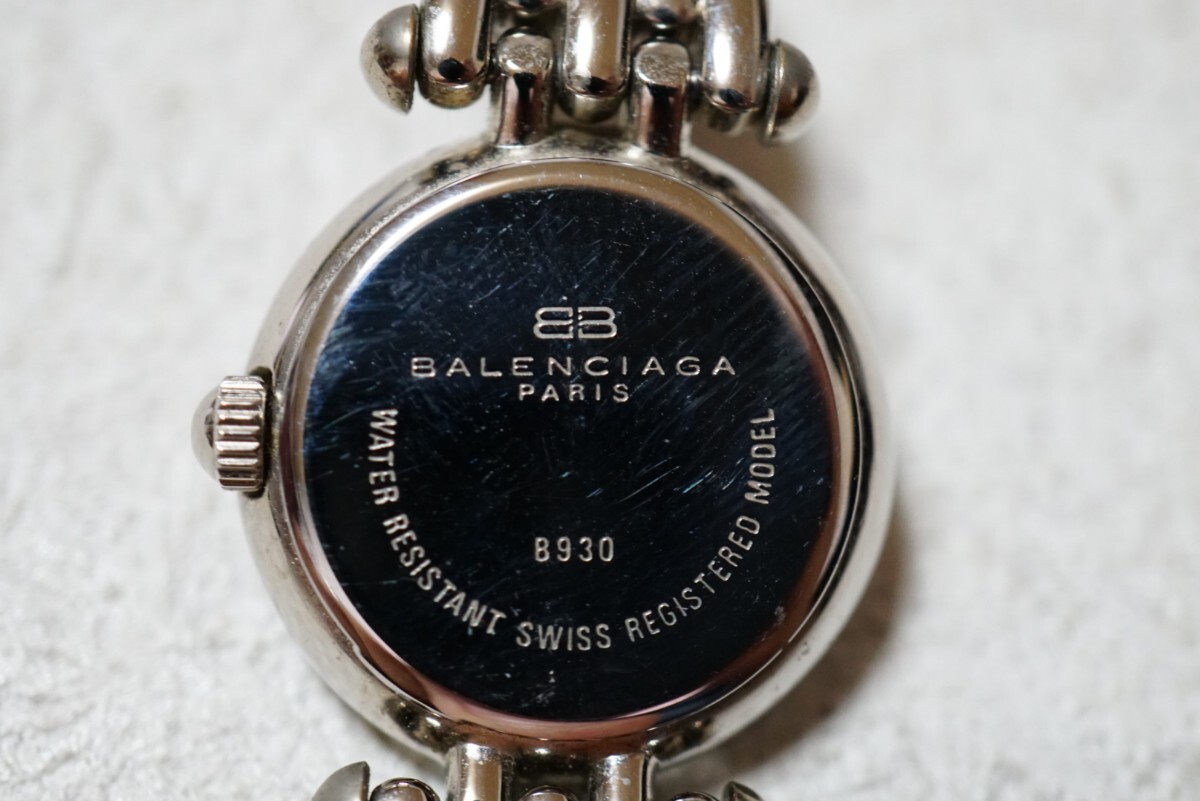 BB
BALENCIAGA
PARIS
B930
WATER RESISTANT SWISS REGISTERED MODEL